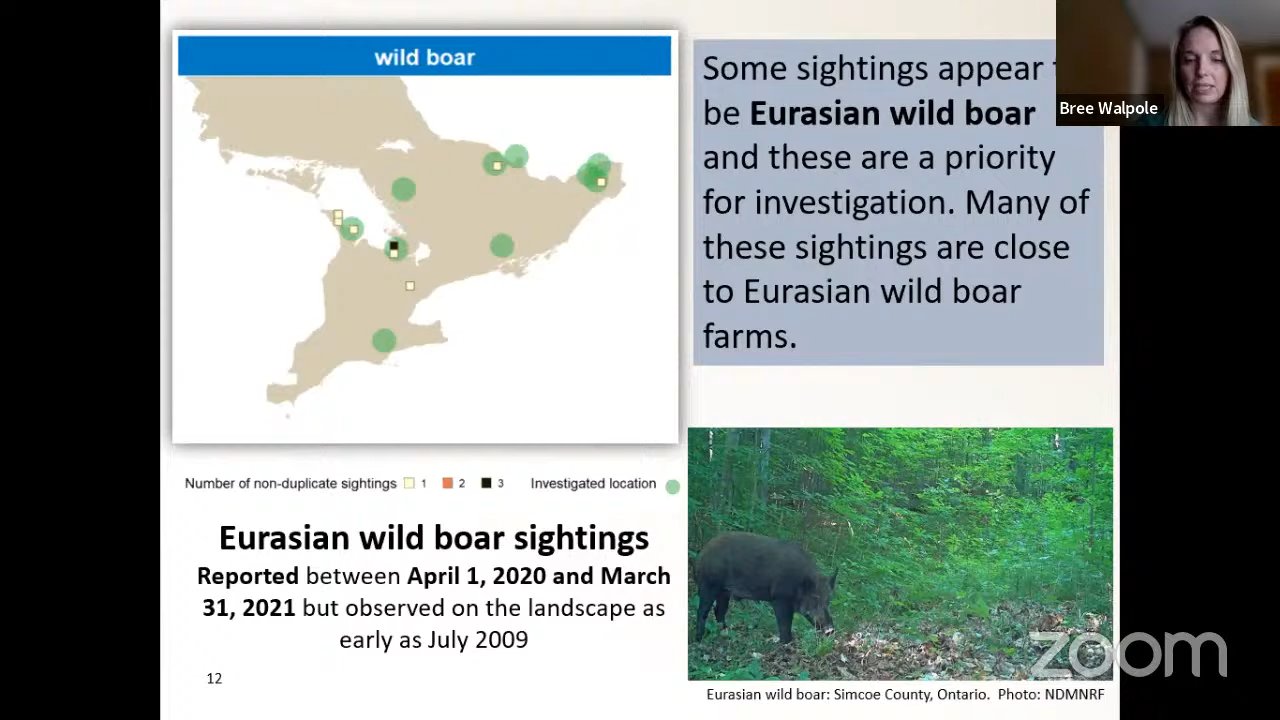 wild boar
Some sightings appear
be Eurasian wild boar
and these are a priority
for investigation. Many of
these sightings are close
to Eurasian wild boar
farms.
Bree Walpole
Number of non-duplicate sightings 1 2 3 Investigated location
Eurasian wild boar sightings
Reported between April 1, 2020 and March
31, 2021 but observed on the landscape as
early as July 2009
12
zoom
Eurasian wild boar: Simcoe County, Ontario. Photo: NDMNRF